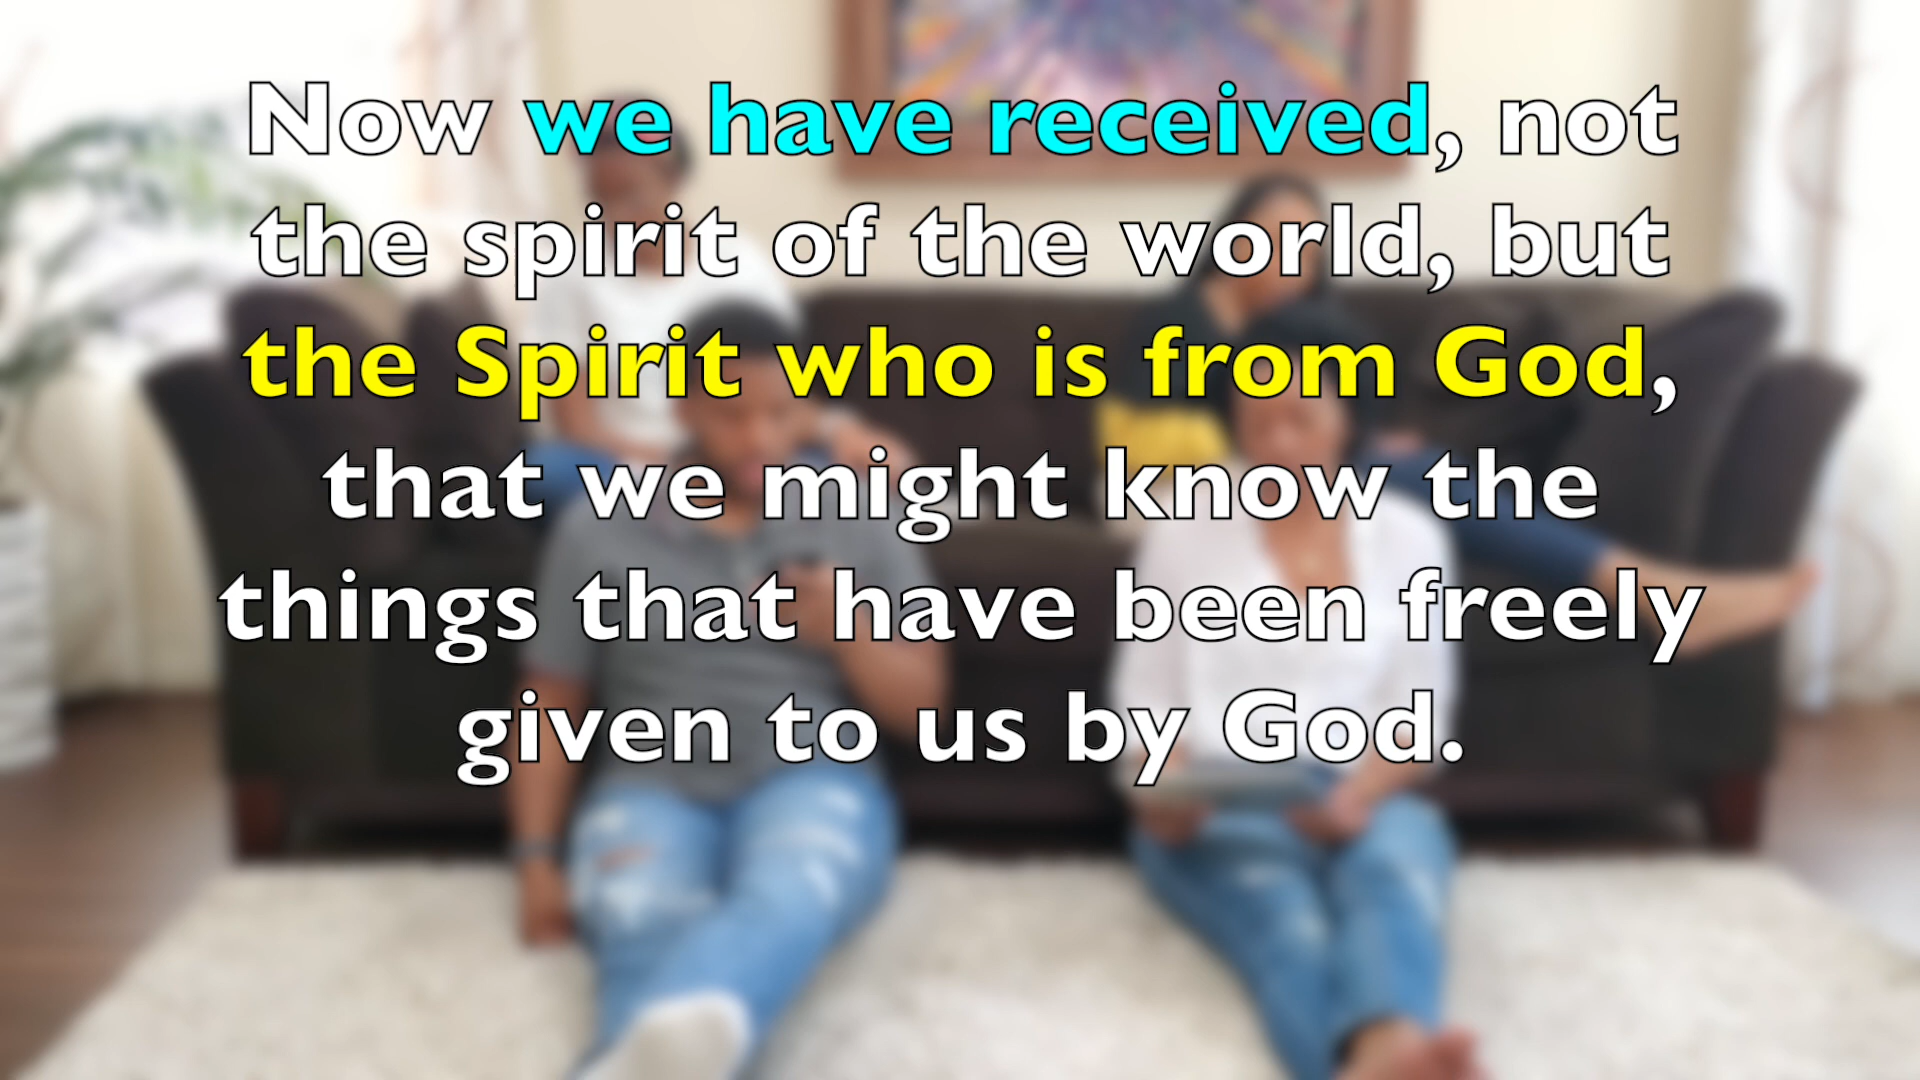 Now we have received, not
the spirit of the world, but
the Spirit who is from God,
that we might know the
things that have been freely
given to us by God.